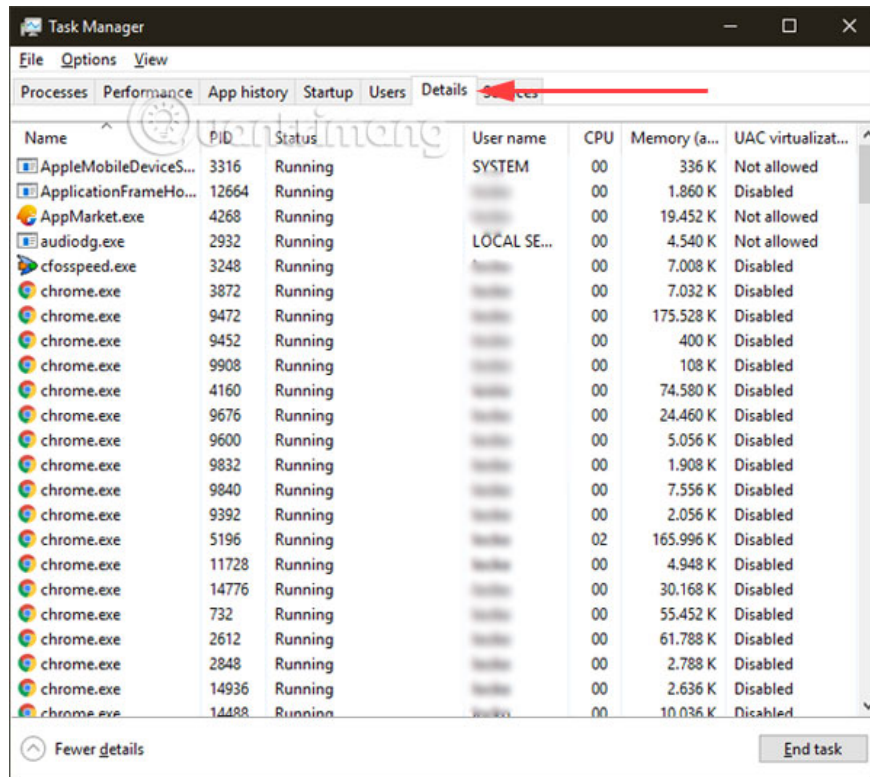 Task Manager
File Options View
Processes Performance App history Startup Users Details
Quantrimang
Name PID Status User name CPU Memory (a... UAC virtualizat...
AppleMobileDeviceS... 3316 Running SYSTEM 00 336 K Not allowed
ApplicationFrameHo... 12664 Running 00 1.860 K Disabled
AppMarket.exe 4268 Running 00 19.452 K Not allowed
audiodg.exe 2932 Running LOCAL SE... 00 4.540 K Not allowed
cfosspeed.exe 3248 Running 00 7.008 K Disabled
chrome.exe 3872 Running 00 7.032 K Disabled
chrome.exe 9472 Running 00 175.528 K Disabled
chrome.exe 9452 Running 00 400 K Disabled
chrome.exe 9908 Running 00 108 K Disabled
chrome.exe 4160 Running 00 74.580 K Disabled
chrome.exe 9676 Running 00 24.460 K Disabled
chrome.exe 9600 Running 00 5.056 K Disabled
chrome.exe 9832 Running 00 1.908 K Disabled
chrome.exe 9840 Running 00 7.556 K Disabled
chrome.exe 9392 Running 00 2.056 K Disabled
chrome.exe 5196 Running 02 165.996 K Disabled
chrome.exe 11728 Running 00 4.948 K Disabled
chrome.exe 14776 Running 00 30.168 K Disabled
chrome.exe 732 Running 00 55.452 K Disabled
chrome.exe 2612 Running 00 61.788 K Disabled
chrome.exe 2848 Running 00 2.788 K Disabled
chrome.exe 14936 Running 00 2.636 K Disabled
chrome.exe 14488 Running 00 10.036 K Disabled
Fewer details End task